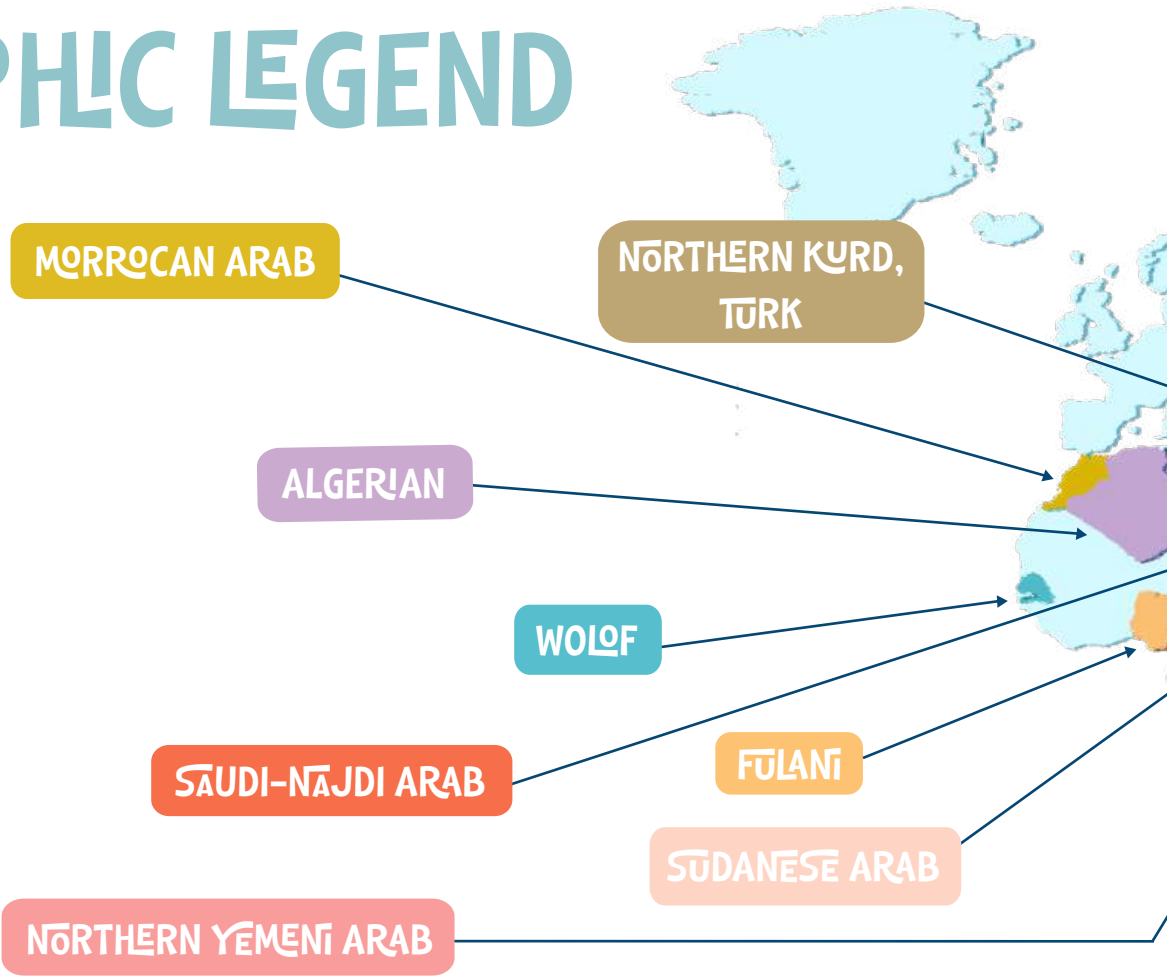 PHIC LEGEND
MORROCAN ARAB
NORTHERN KURD,
TURK
ALGERIAN
WOLOF
SAUDI-NAJDI ARAB
FULANI
SUDANESE ARAB
NORTHERN YEMENI ARAB